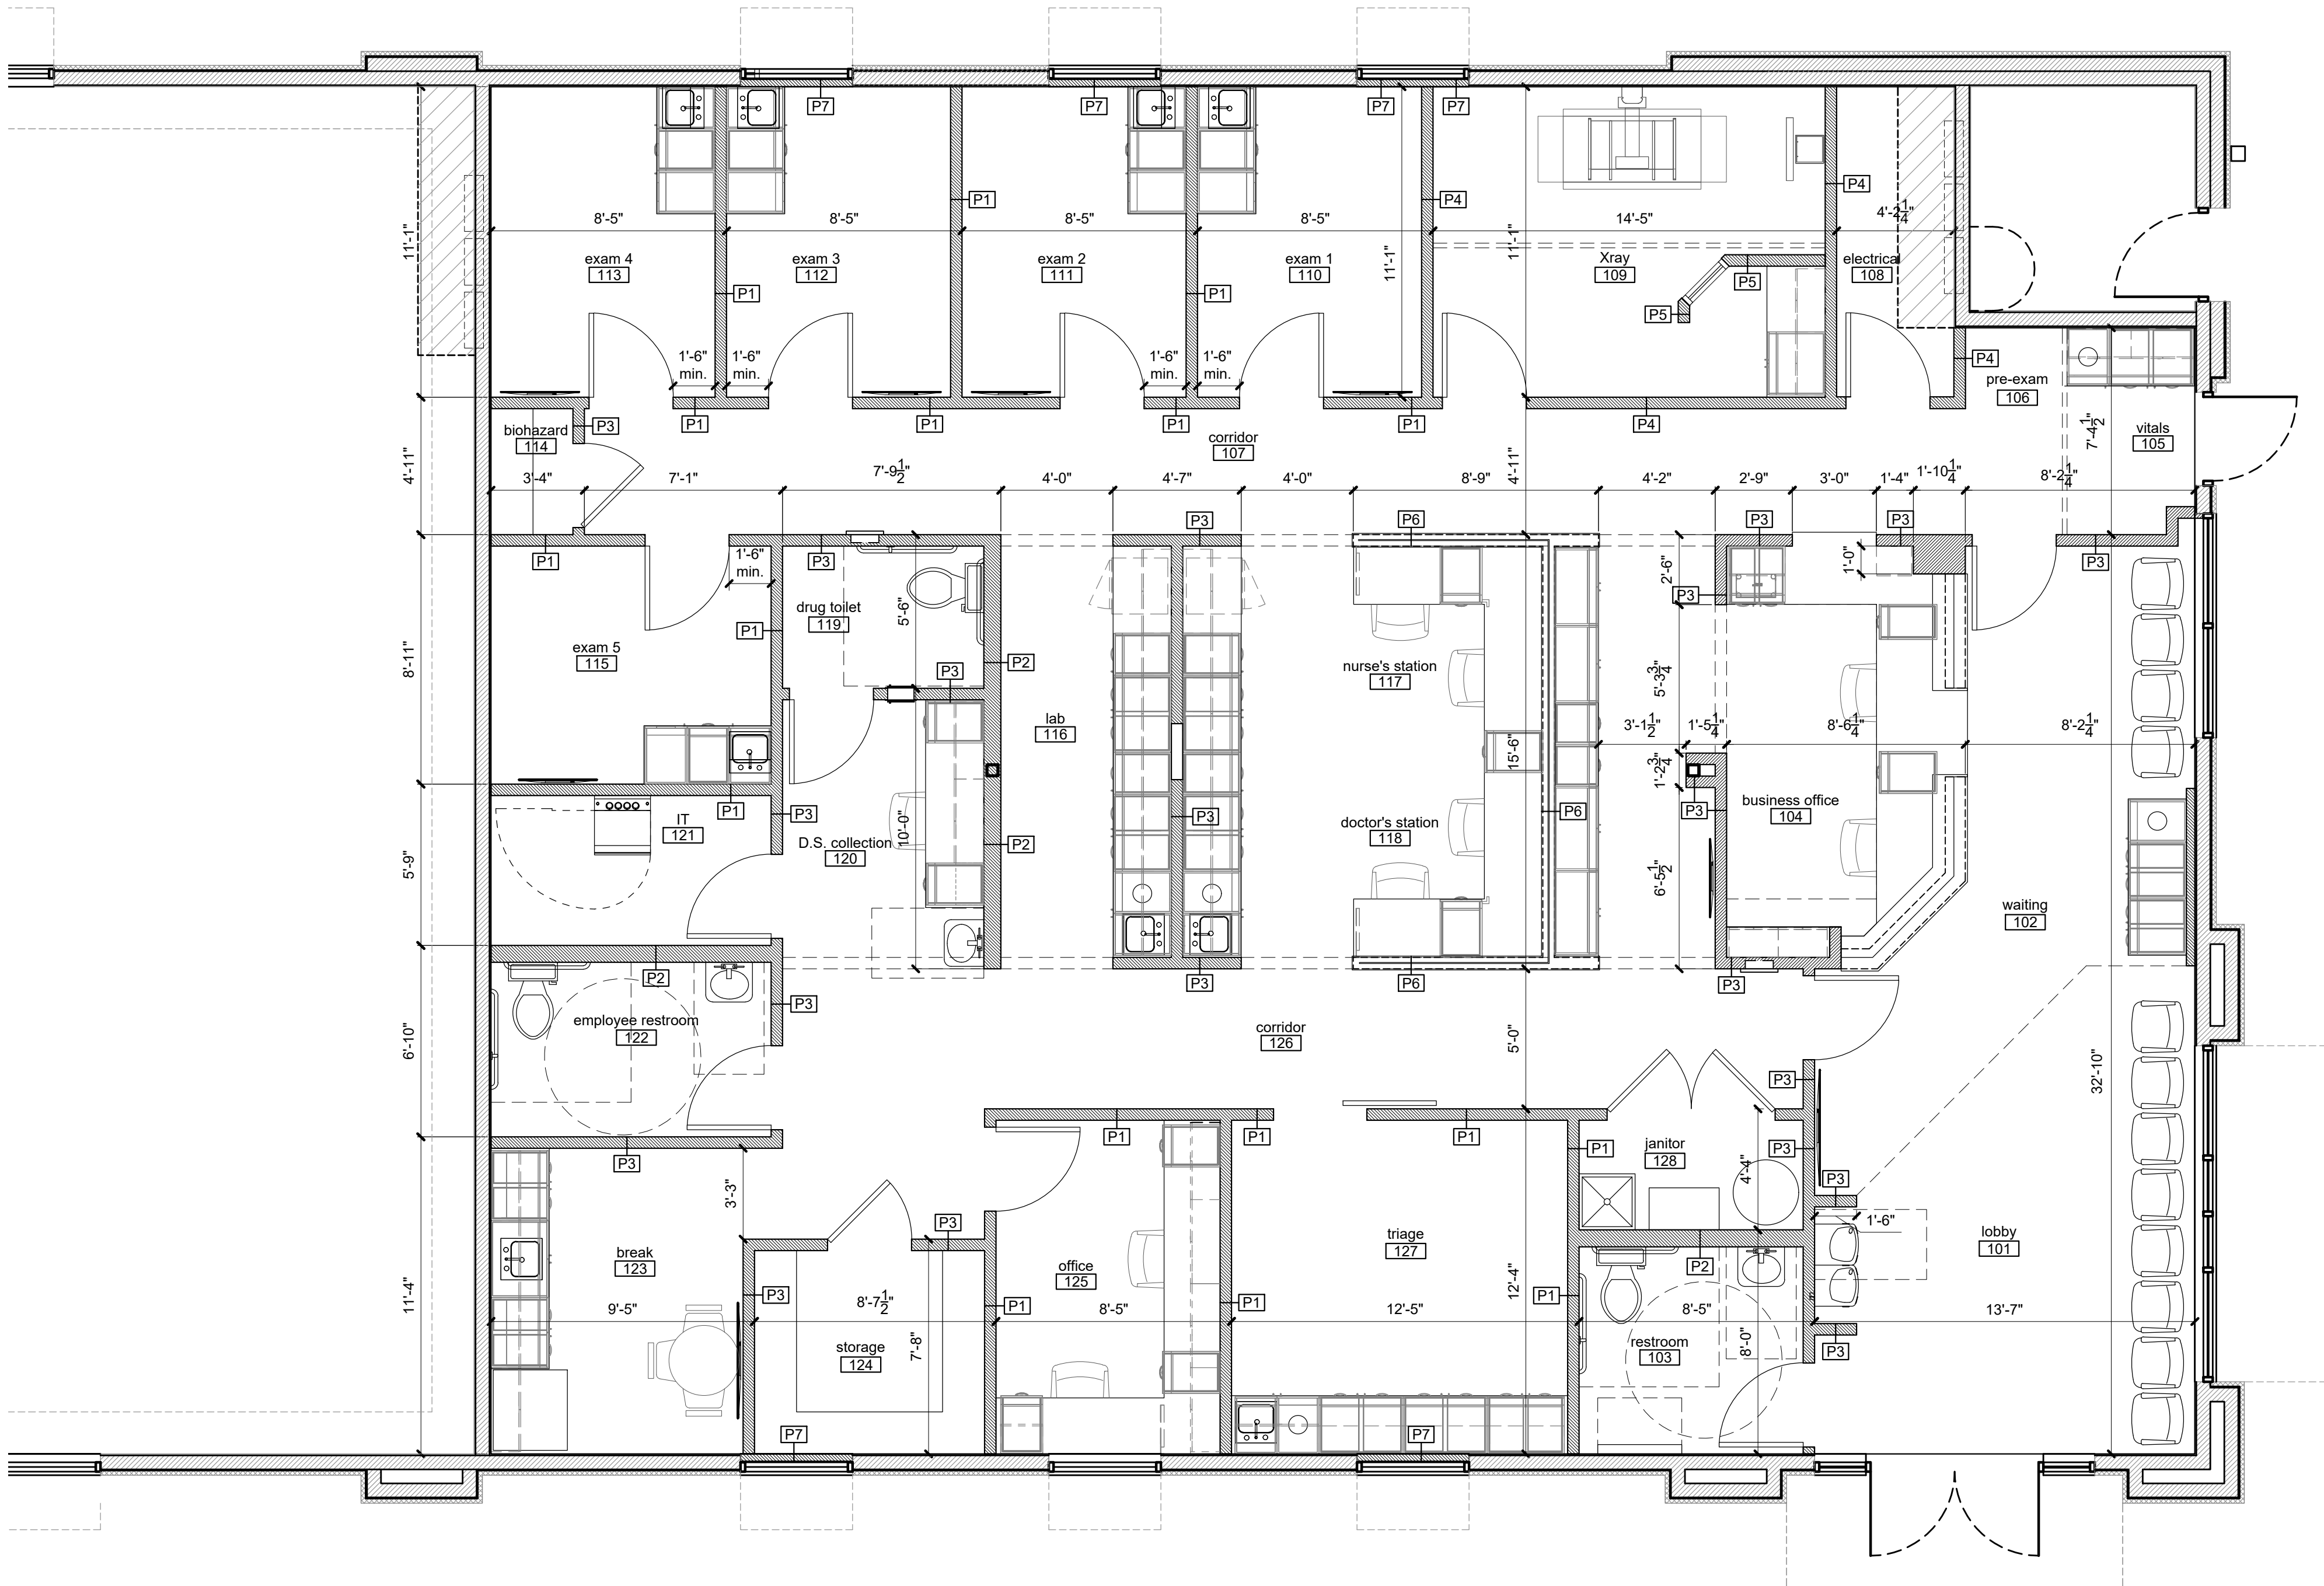 P7
P7
P7
P7
P1
P4
P4
8'-5"
8'-5"
8'-5"
8'-5"
14'-5"
4'-2 1/4"
11'-1"
11'-1"
11'-1"
exam 4
113
exam 3
112
exam 2
111
exam 1
110
Xray
109
electrical
108
P5
P5
P1
P1
P4
1'-6"
min.
1'-6"
min.
1'-6"
min.
1'-6"
min.
pre-exam
106
P1
P1
P1
P1
P4
biohazard
114
P3
corridor
107
vitals
105
7'-4 1/2"
4'-11"
4'-11"
3'-4"
7'-1"
7'-9 1/2"
4'-0"
4'-7"
4'-0"
8'-9"
4'-2"
2'-9"
3'-0"
1'-4"
1'-10 1/4"
8'-2 1/4"
P1
P3
P3
P6
P3
P3
P3
1'-6"
min.
1'-0"
2'-6"
P3
drug toilet
119
5'-6"
P1
exam 5
115
8'-11"
P3
P2
nurse's station
117
5'-3 3/4"
lab
116
3'-1 1/2"
1'-5 1/4"
8'-6 1/4"
8'-2 1/4"
15'-6"
1'-2 3/4"
P1
P3
IT
121
P3
P6
P3
business office
104
doctor's station
118
D.S. collection
120
10'-0"
P2
5'-9"
6'-5 1/2"
waiting
102
P2
P3
P3
P6
P3
employee restroom
122
corridor
126
6'-10"
5'-0"
32'-10"
P3
P3
P1
P1
P1
P1
janitor
128
P3
4'-4"
P3
3'-3"
P3
1'-6"
break
123
triage
127
lobby
101
office
125
P2
11'-4"
12'-4"
P3
P1
P1
P1
9'-5"
8'-7 1/2"
8'-5"
12'-5"
8'-5"
13'-7"
storage
124
7'-8"
restroom
103
8'-0"
P3
P7
P7